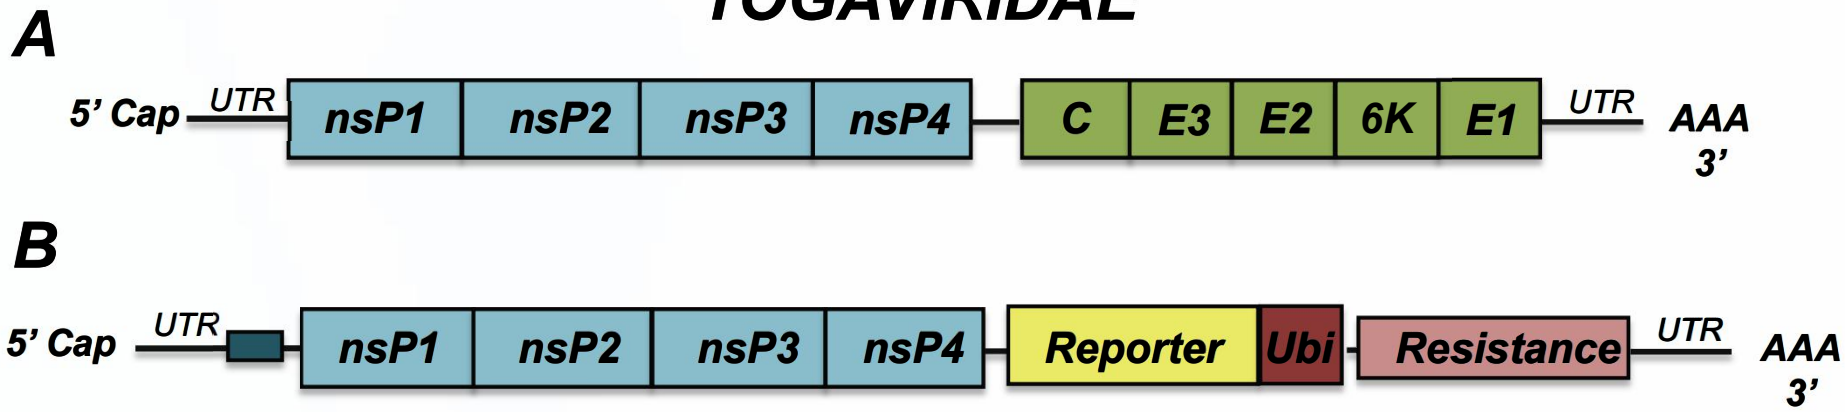 TOGAVIRIDAE
A
5' Cap UTR nsP1 nsP2 nsP3 nsP4 C E3 E2 6K E1 UTR AAA
3'
B
5' Cap UTR nsP1 nsP2 nsP3 nsP4 Reporter Ubi Resistance UTR AAA
3'